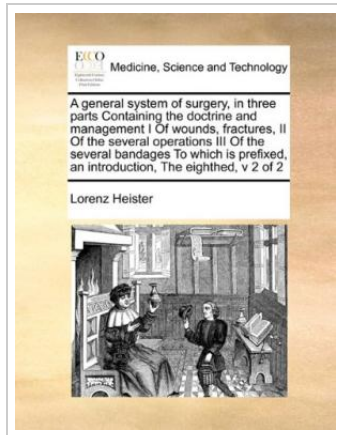 ECCO
Medicine, Science and Technology
A general system of surgery, in three
parts Containing the doctrine and
management I Of wounds, fractures, II
Of the several operations III Of the
several bandages To which is prefixed,
an introduction, The eighthed, v 2 of 2
Lorenz Heister